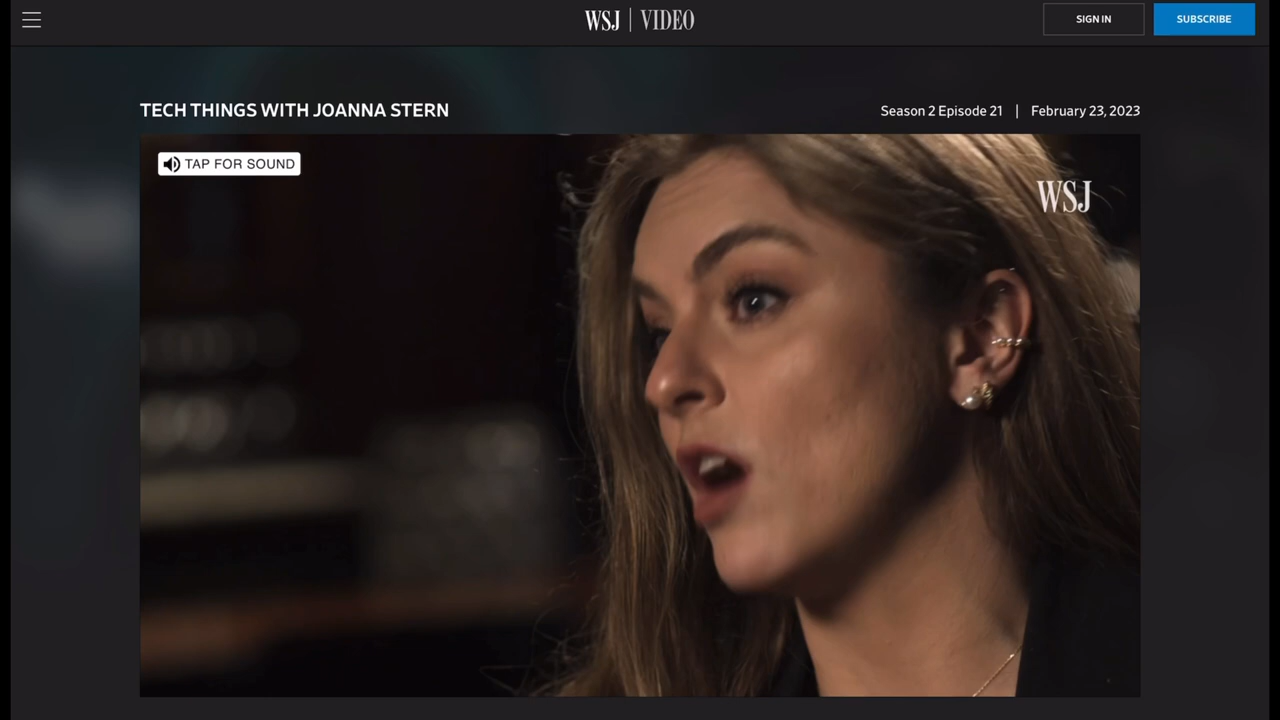 WSJ | VIDEO
SIGN IN
SUBSCRIBE
TECH THINGS WITH JOANNA STERN
Season 2 Episode 21 | February 23, 2023
TAP FOR SOUND
WSJ